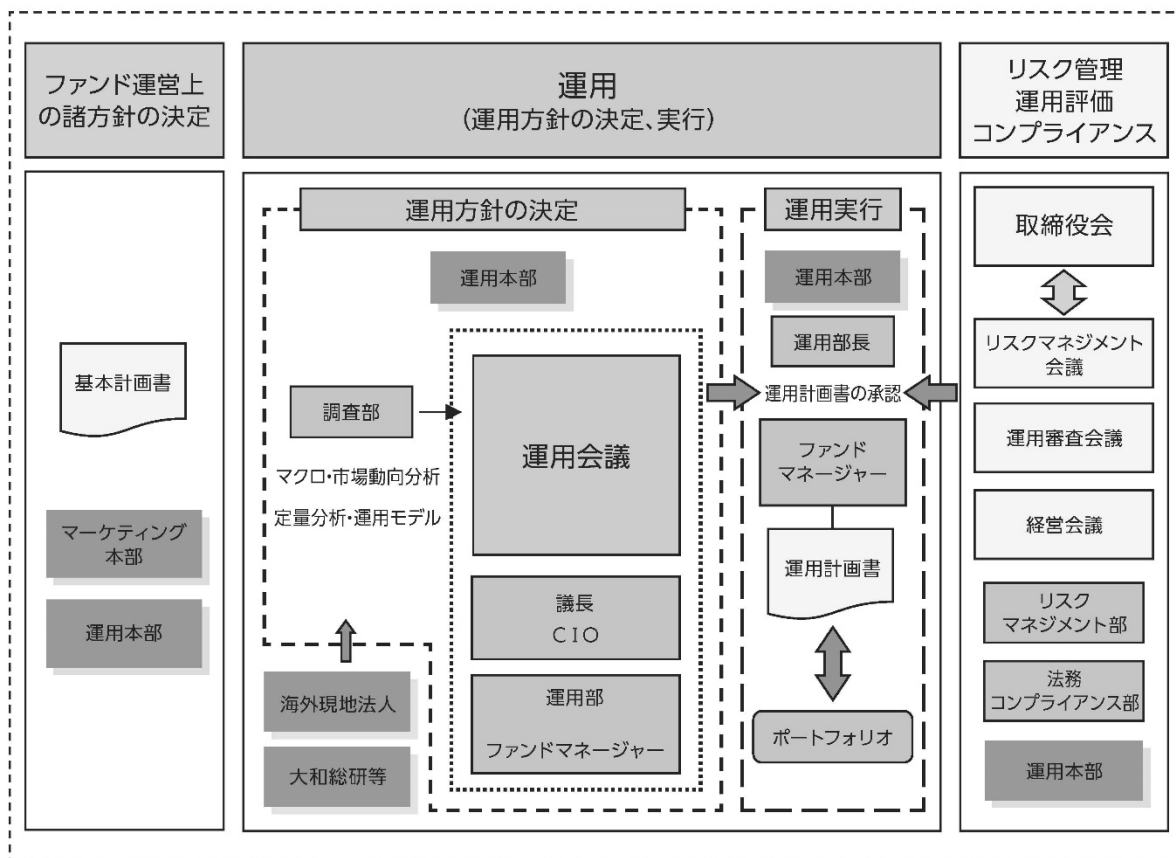 ファンド運営上
の諸方針の決定
基本計画書
マーケティング
本部
運用本部
運用
(運用方針の決定、実行)
運用方針の決定
運用本部
調査部
マクロ・市場動向分析
定量分析・運用モデル
海外現地法人
大和総研等
運用会議
議長
CIO
運用部
ファンドマネージャー
運用実行
運用本部
運用部長
運用計画書の承認
ファンド
マネージャー
運用計画書
ポートフォリオ
リスク管理
運用評価
コンプライアンス
取締役会
リスクマネジメント
会議
運用審査会議
経営会議
リスク
マネジメント部
法務
コンプライアンス部
運用本部